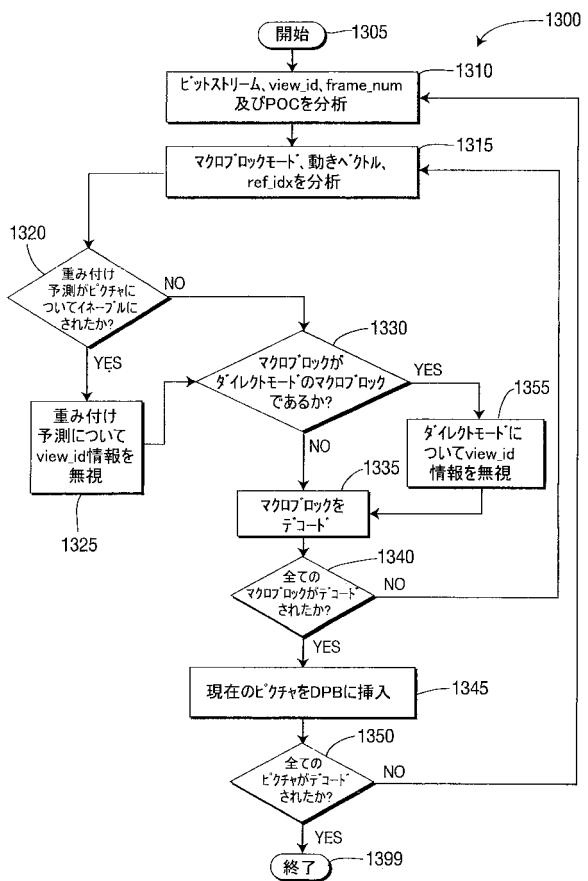 1300
開始
1305
1310
ビットストリーム、view_id、frame_num
及びPOCを分析
1315
マクロブロックモード、動きベクトル、
ref_idxを分析
1320
重み付け
予測がピクチャに
ついてイネーブルに
されたか?
NO
YES
1330
マクロブロックが
ダイレクトモードのマクロブロック
であるか?
YES
NO
重み付け
予測について
view_id情報を
無視
1325
1355
ダイレクトモードに
ついてview_id
情報を無視
1335
マクロブロックを
デコード
1340
全ての
マクロブロックがデコード
されたか?
NO
YES
現在のピクチャをDPBに挿入
1345
1350
全ての
ピクチャがデコード
されたか?
NO
YES
終了
1399